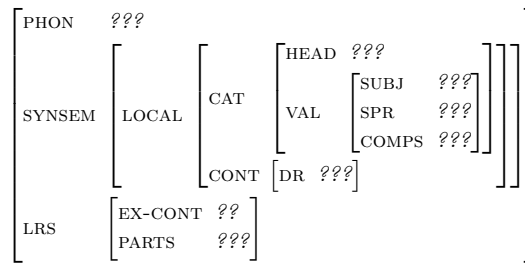 PHON ???
HEAD ???
SUBJ ???
CAT
SYNSEM LOCAL VAL SPR ???
COMPS ???
CONT DR ???
EX-CONT ??
LRS
PARTS ???